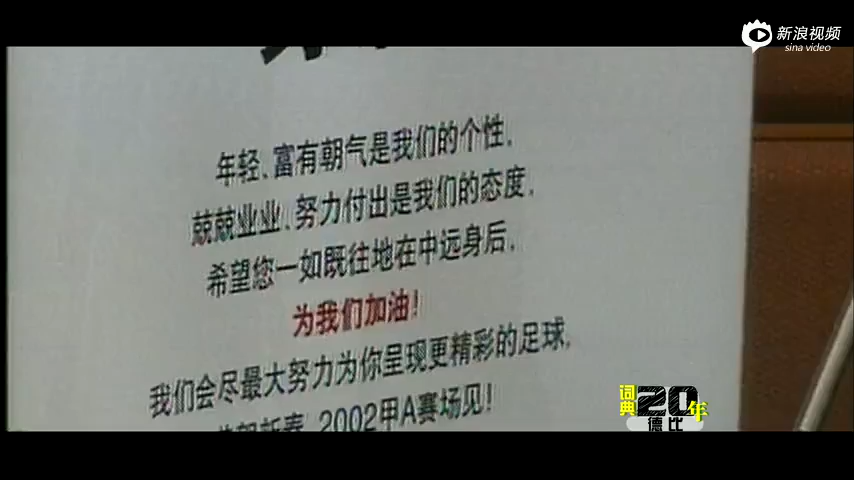 新浪视频
sina video
年轻、富有朝气是我们的个性,
兢兢业业、努力付出是我们的态度,
希望您一如既往地在中远身后,
为我们加油!
我们会尽最大努力为你呈现更精彩的足球,
2002甲A赛场见!
词典
20年
德比